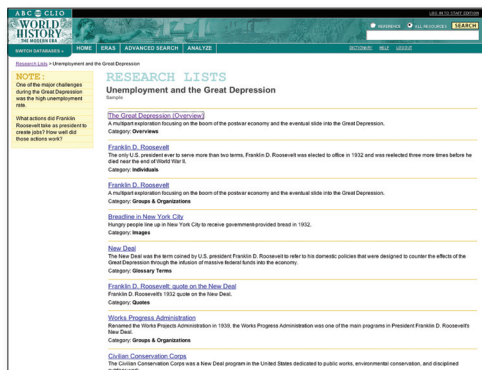 ABC CLIO
LOG IN TO START EDITION
WORLD HISTORY
THE MODERN ERA
REFERENCE ALL RESOURCES SEARCH
SWITCH DATABASES » HOME ERAS ADVANCED SEARCH ANALYZE DICTIONARY HELP LOGOUT
Research Lists > Unemployment and the Great Depression
NOTE:
One of the major challenges
during the Great Depression
was the high unemployment
rate.
What actions did Franklin
Roosevelt take as president to
create jobs? How well did
those actions work?
RESEARCH LISTS
Unemployment and the Great Depression
Sample
The Great Depression (Overview)
A multipart exploration focusing on the boom of the postwar economy and the eventual slide into the Great Depression.
Category: Overviews
Franklin D. Roosevelt
The only U.S. president ever to serve more than two terms, Franklin D. Roosevelt was elected to office in 1932 and was reelected three more times before he
died near the end of World War II.
Category: Individuals
Franklin D. Roosevelt
A multipart exploration focusing on the boom of the postwar economy and the eventual slide into the Great Depression.
Category: Groups & Organizations
Breadline in New York City
Hungry people line up in New York City to receive government-provided bread in 1932.
Category: Images
New Deal
The New Deal was the term coined by U.S. president Franklin D. Roosevelt to refer to his domestic policies that were designed to counter the effects of the
Great Depression through the infusion of massive federal funds into the economy.
Category: Glossary Terms
Franklin D. Roosevelt: quote on the New Deal
Franklin D. Roosevelt's 1932 quote on the New Deal.
Category: Quotes
Works Progress Administration
Renamed the Works Projects Administration in 1939, the Works Progress Administration was one of the main programs in President Franklin D. Roosevelt's
New Deal.
Category: Groups & Organizations
Civilian Conservation Corps
The Civilian Conservation Corps was a New Deal program in the United States dedicated to public works, environmental conservation, and disciplined